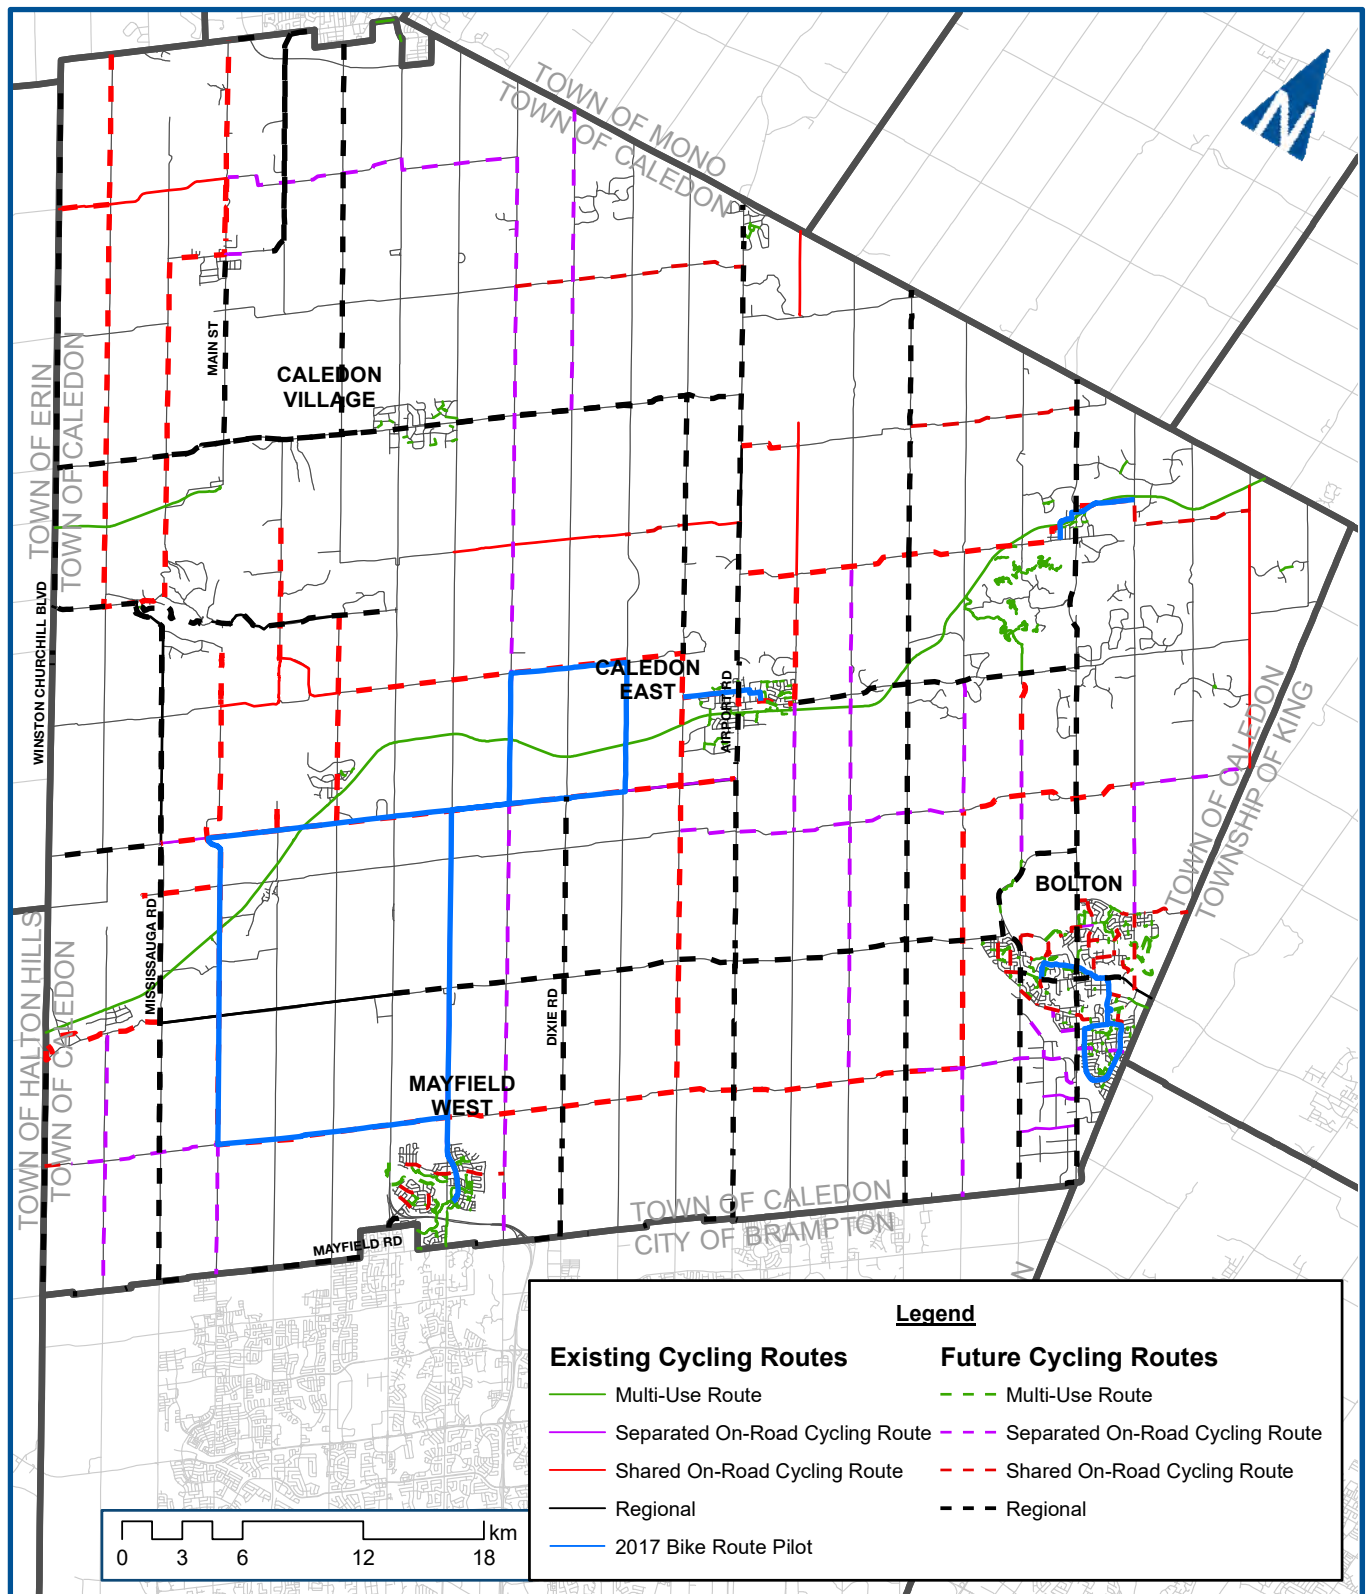 N
TOWN OF MONO
TOWN OF CALEDON
MAIN ST
CALEDON
VILLAGE
TOWN OF ERIN
TOWN OF CALEDON
WINSTON CHURCHILL BLVD
CALEDON
EAST
AIRPORT RD
TOWN OF CALEDON
TOWNSHIP OF KING
BOLTON
MISSISSAUGA RD
TOWN OF HALTON HILLS
TOWN OF CALEDON
DIXIE RD
MAYFIELD
WEST
TOWN OF CALEDON
CITY OF BRAMPTON
MAYFIELD RD
N
Legend
Existing Cycling Routes
Multi-Use Route
Separated On-Road Cycling Route
Shared On-Road Cycling Route
Regional
2017 Bike Route Pilot
Future Cycling Routes
Multi-Use Route
Separated On-Road Cycling Route
Shared On-Road Cycling Route
Regional
km
0 3 6 12 18